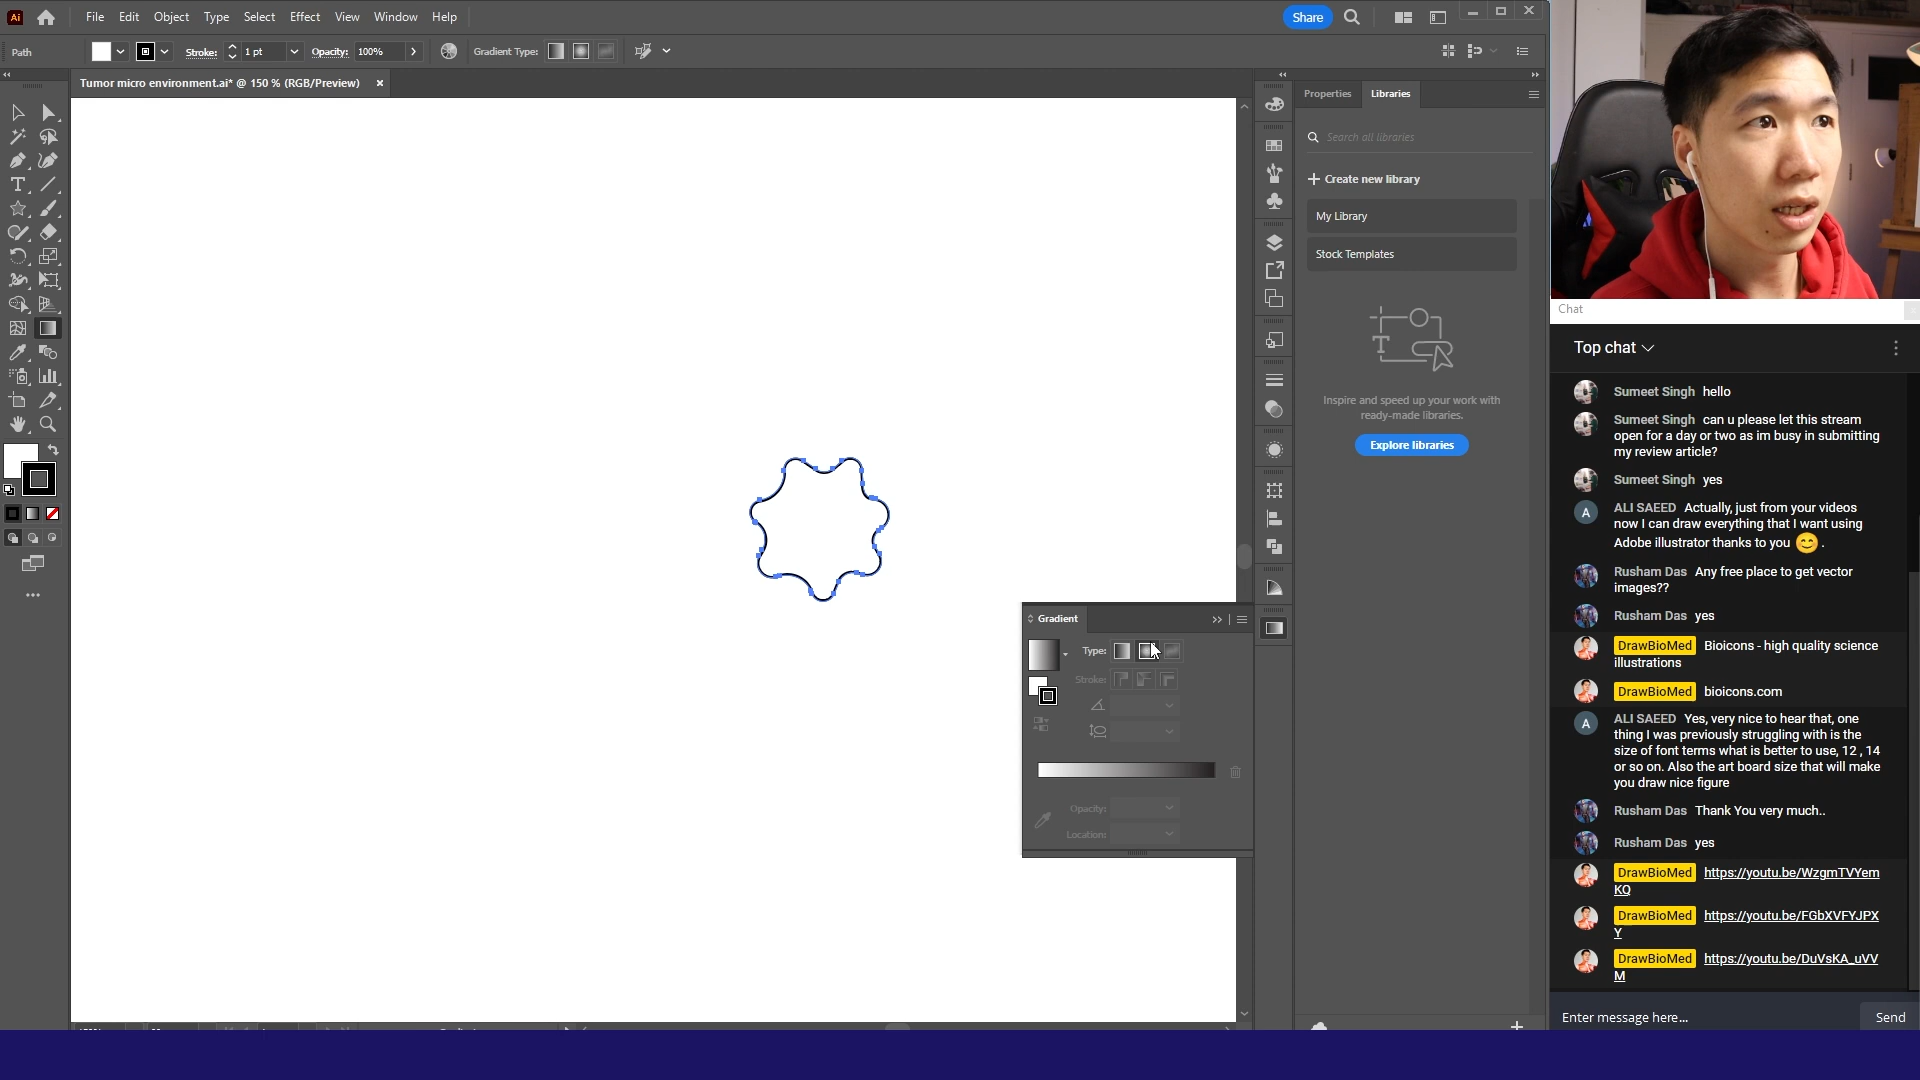 Ai File Edit Object Type Select Effect View Window Help Share
Path Stroke: 1 pt Opacity: 100% Gradient Type:
Tumor micro environment.ai* @ 150 % (RGB/Preview)
Properties Libraries
Search all libraries
Create new library
My Library
Stock Templates
Inspire and speed up your work with
ready-made libraries.
Explore libraries
Gradient
Type:
Stroke:
Opacity:
Location:
Chat
Top chat
Sumeet Singh hello
Sumeet Singh can u please let this stream
open for a day or two as im busy in submitting
my review article?
Sumeet Singh yes
A ALI SAEED Actually, just from your videos
now I can draw everything that I want using
Adobe illustrator thanks to you 😊 .
Rusham Das Any free place to get vector
images??
Rusham Das yes
DrawBioMed Bioicons - high quality science
illustrations
DrawBioMed bioicons.com
A ALI SAEED Yes, very nice to hear that, one
thing I was previously struggling with is the
size of font terms what is better to use, 12 , 14
or so on. Also the art board size that will make
you draw nice figure
Rusham Das Thank You very much..
Rusham Das yes
DrawBioMed https://youtu.be/WzgmTVYem
KQ
DrawBioMed https://youtu.be/FGbXVFYJPX
Y
DrawBioMed https://youtu.be/DuVsKA_uVV
M
Enter message here... Send